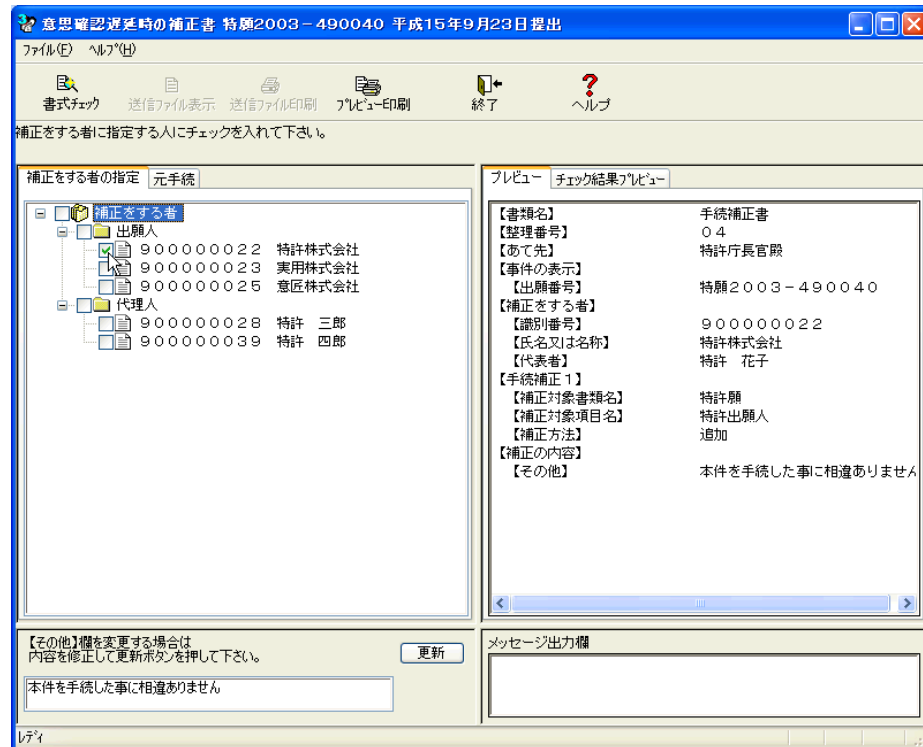 意思確認遅延時の補正書 特願2003-490040 平成15年9月23日提出
ファイル(F) ヘルプ(H)
書式チェック 送信ファイル表示 送信ファイル印刷 プレビュー印刷 終了 ヘルプ
補正をする者に指定する人にチェックを入れて下さい。
補正をする者の指定 元手続
補正をする者
出願人
900000022 特許株式会社
900000023 実用株式会社
900000025 意匠株式会社
代理人
900000028 特許 三郎
900000039 特許 四郎
【その他】欄を変更する場合は
内容を修正して更新ボタンを押して下さい。
更新
本件を手続した事に相違ありません
プレビュー チェック結果プレビュー
【書類名】 手続補正書
【整理番号】 04
【あて先】 特許庁長官殿
【事件の表示】
【出願番号】 特願2003-490040
【補正をする者】
【識別番号】 900000022
【氏名又は名称】 特許株式会社
【代表者】 特許 花子
【手続補正1】
【補正対象書類名】 特許願
【補正対象項目名】 特許出願人
【補正方法】 追加
【補正の内容】
【その他】 本件を手続した事に相違ありません
メッセージ出力欄
レディ